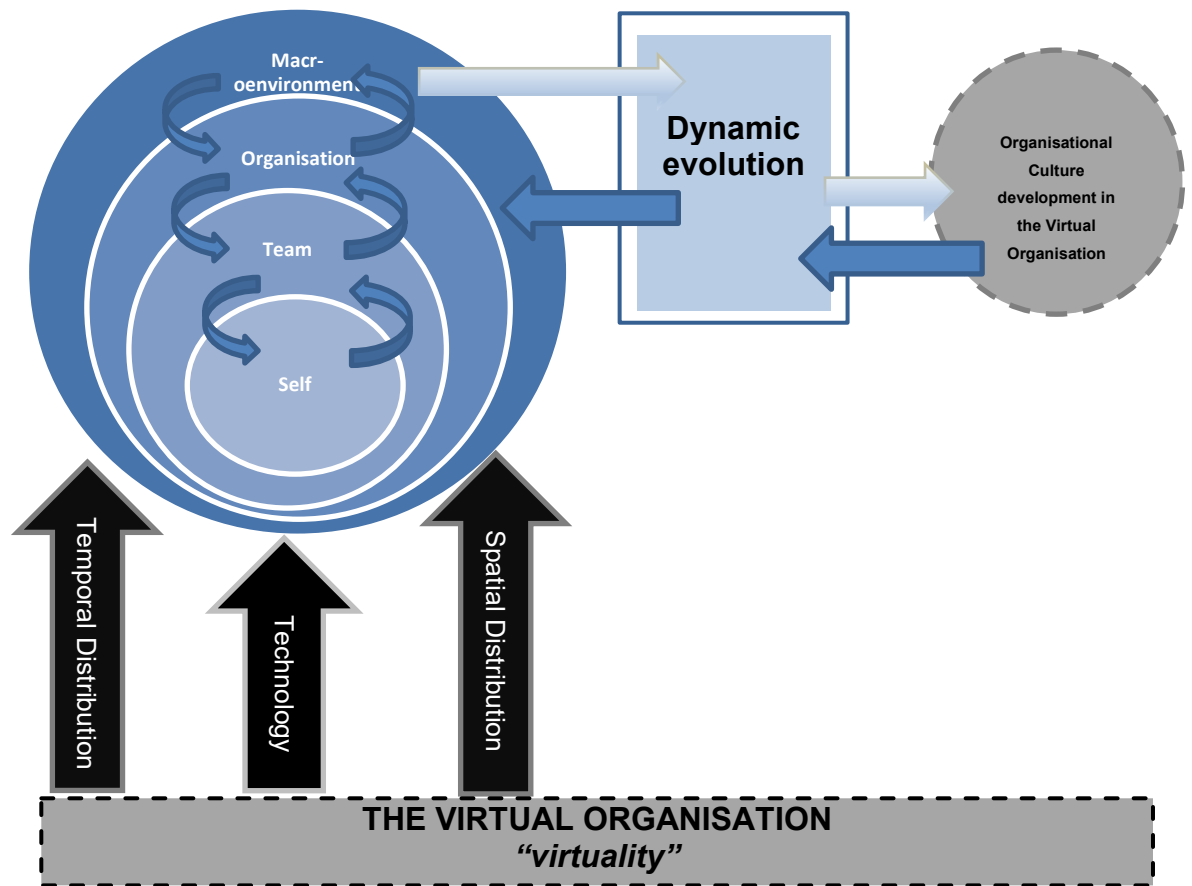 Macr-
oenvironment
Organisation
Team
Self
Dynamic
evolution
Organisational
Culture
development in
the Virtual
Organisation
Temporal Distribution
Technology
Spatial Distribution
THE VIRTUAL ORGANISATION
“virtuality”